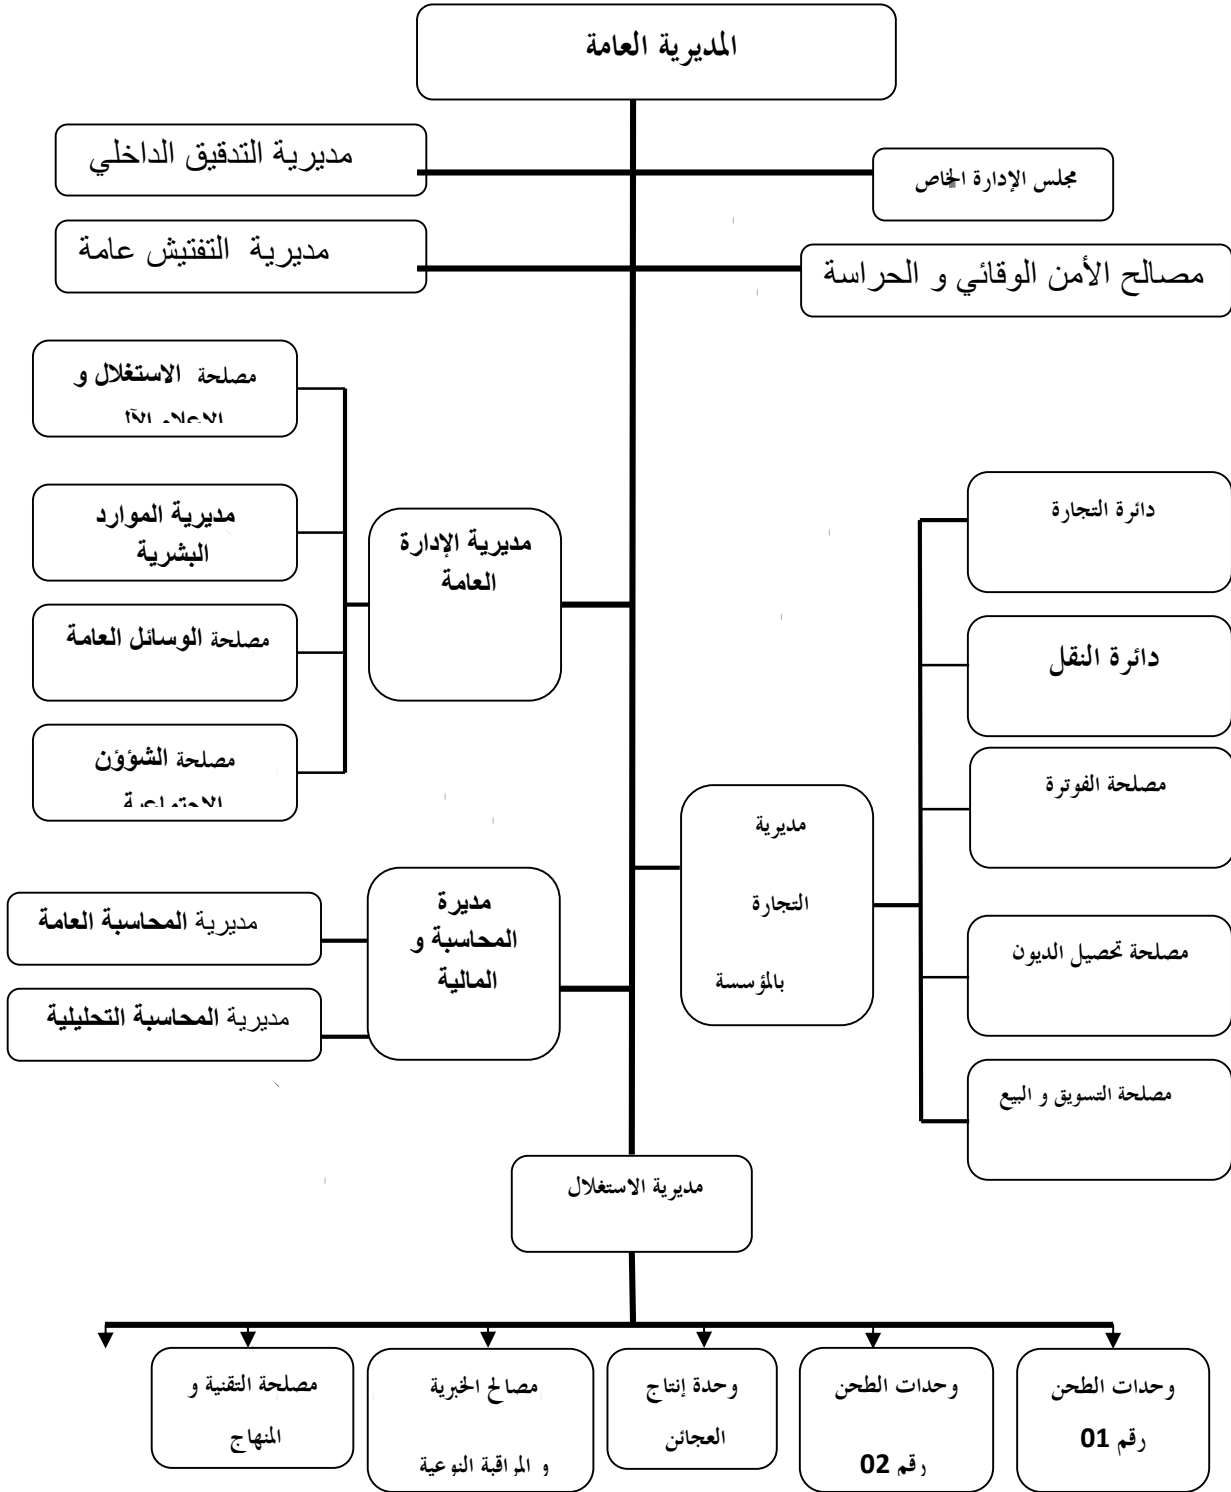 المديرية العامة
مجلس الإدارة الخاص
مديرية التدقيق الداخلي
مصالح الأمن الوقائي و الحراسة
مديرية التفتيش عامة
مصلحة الاستغلال و
مديرية الموارد
البشرية
مصلحة الوسائل العامة
مصلحة الشؤؤن
الاجتماعية
مديرية الإدارة
العامة
دائرة التجارة
دائرة النقل
مصلحة الفوترة
مصلحة تحصيل الديون
مصلحة التسويق و البيع
مديرية
التجارة
بالمؤسسة
مديرة
المحاسبة و
المالية
مديرية المحاسبة العامة
مديرية المحاسبة التحليلية
مديرية الاستغلال
وحدات الطحن
رقم 01
وحدات الطحن
رقم 02
وحدة إنتاج
العجائن
مصالح الخبرية
و المراقبة النوعية
مصلحة التقنية و
المنهاج